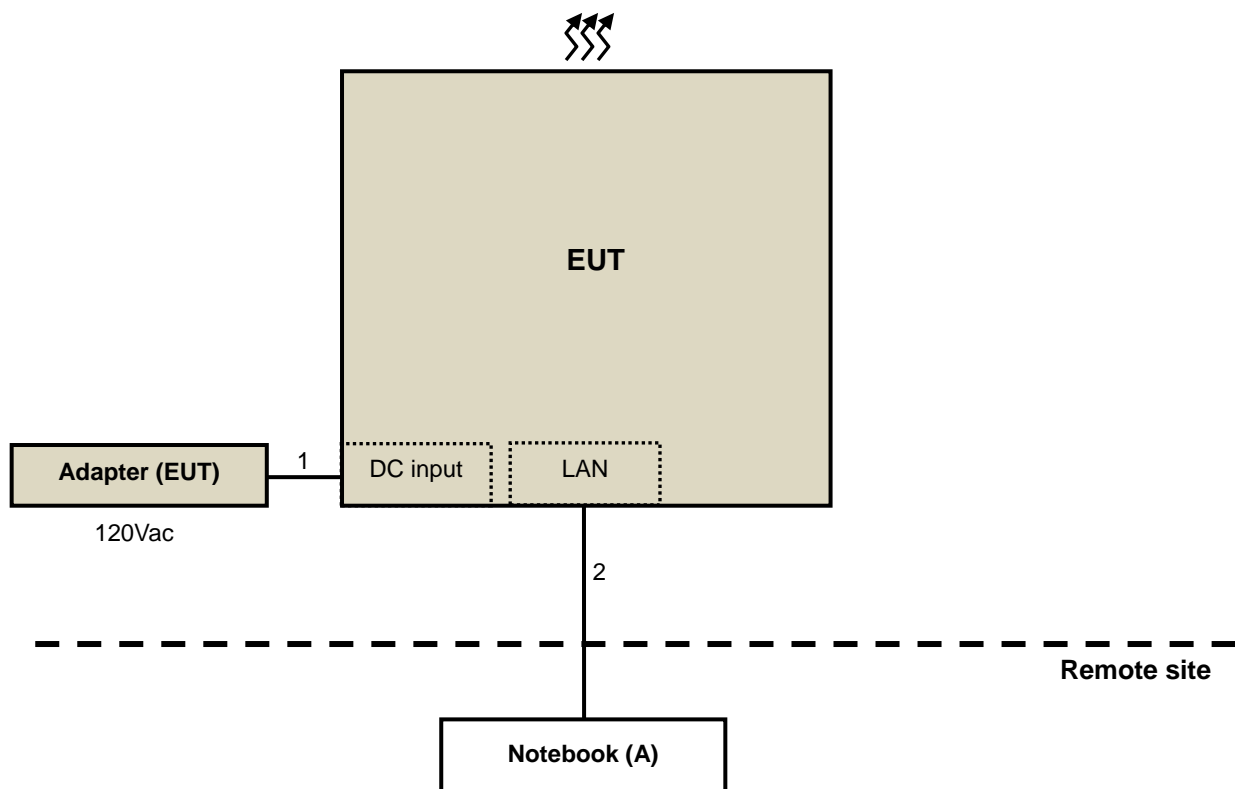 EUT
1
Adapter (EUT)
DC input
LAN
120Vac
2
Remote site
Notebook (A)